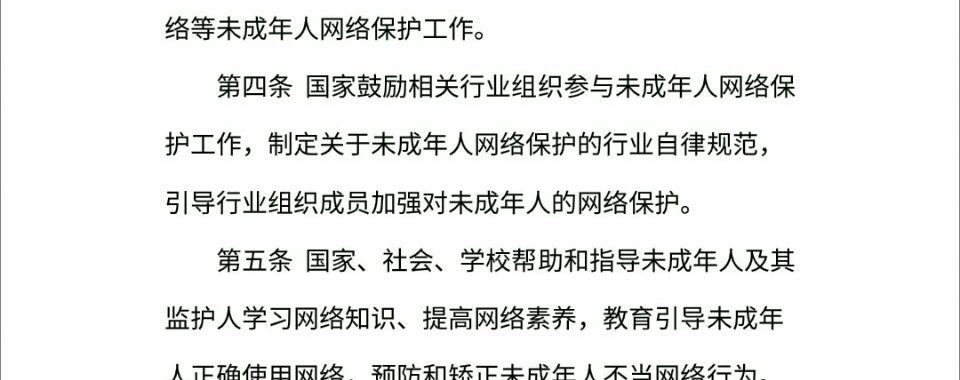 络等未成年人网络保护工作。
第四条 国家鼓励相关行业组织参与未成年人网络保
护工作，制定关于未成年人网络保护的行业自律规范，
引导行业组织成员加强对未成年人的网络保护。
第五条 国家、社会、学校帮助和指导未成年人及其
监护人学习网络知识、提高网络素养，教育引导未成年
人正确使用网络，预防和矫正未成年人不当网络行为。